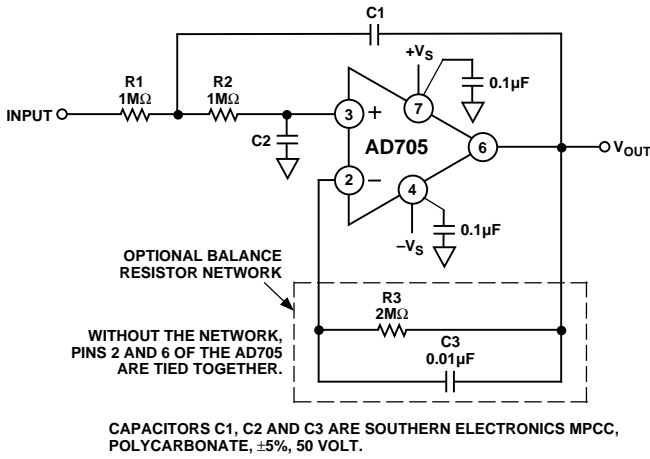 C1
+VS
R1
1MΩ
R2
1MΩ
0.1µF
INPUT
3
+
7
C2
AD705
6
VOUT
2
–
4
0.1µF
–VS
OPTIONAL BALANCE
RESISTOR NETWORK
R3
2MΩ
WITHOUT THE NETWORK,
PINS 2 AND 6 OF THE AD705
ARE TIED TOGETHER.
C3
0.01µF
CAPACITORS C1, C2 AND C3 ARE SOUTHERN ELECTRONICS MPCC,
POLYCARBONATE, ±5%, 50 VOLT.